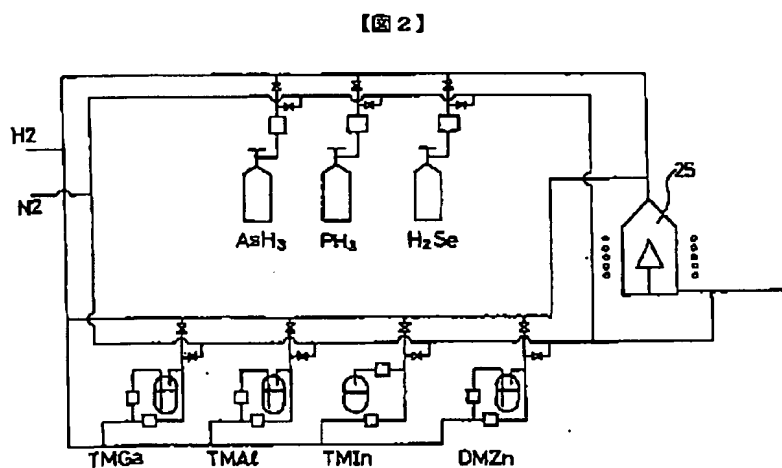 【図2】
H2
N2
25
AsH₃
PH₃
H₂Se
TMGa
TMAl
TMIn
DMZn